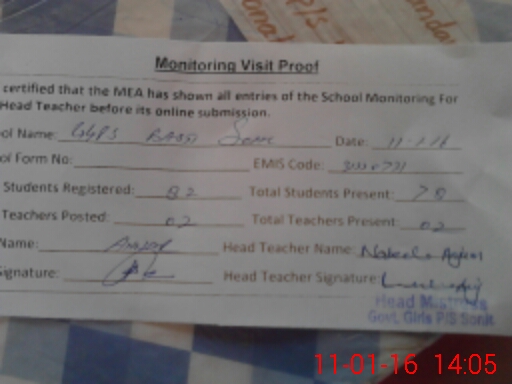 Monitoring Visit Proof
certified that the MEA has shown all entries of the School Monitoring For
Head Teacher before its online submission.
ol Name: GGPS Date: 11-1-16
ol Form No: EMIS Code:
Students Registered: 82 Total Students Present: 78
Teachers Posted: 02 Total Teachers Present: 02
Name: Head Teacher Name: Nabeela
Signature: Head Teacher Signature:
Head Mistress
Govt. Girls P/S
11-01-16 14:05